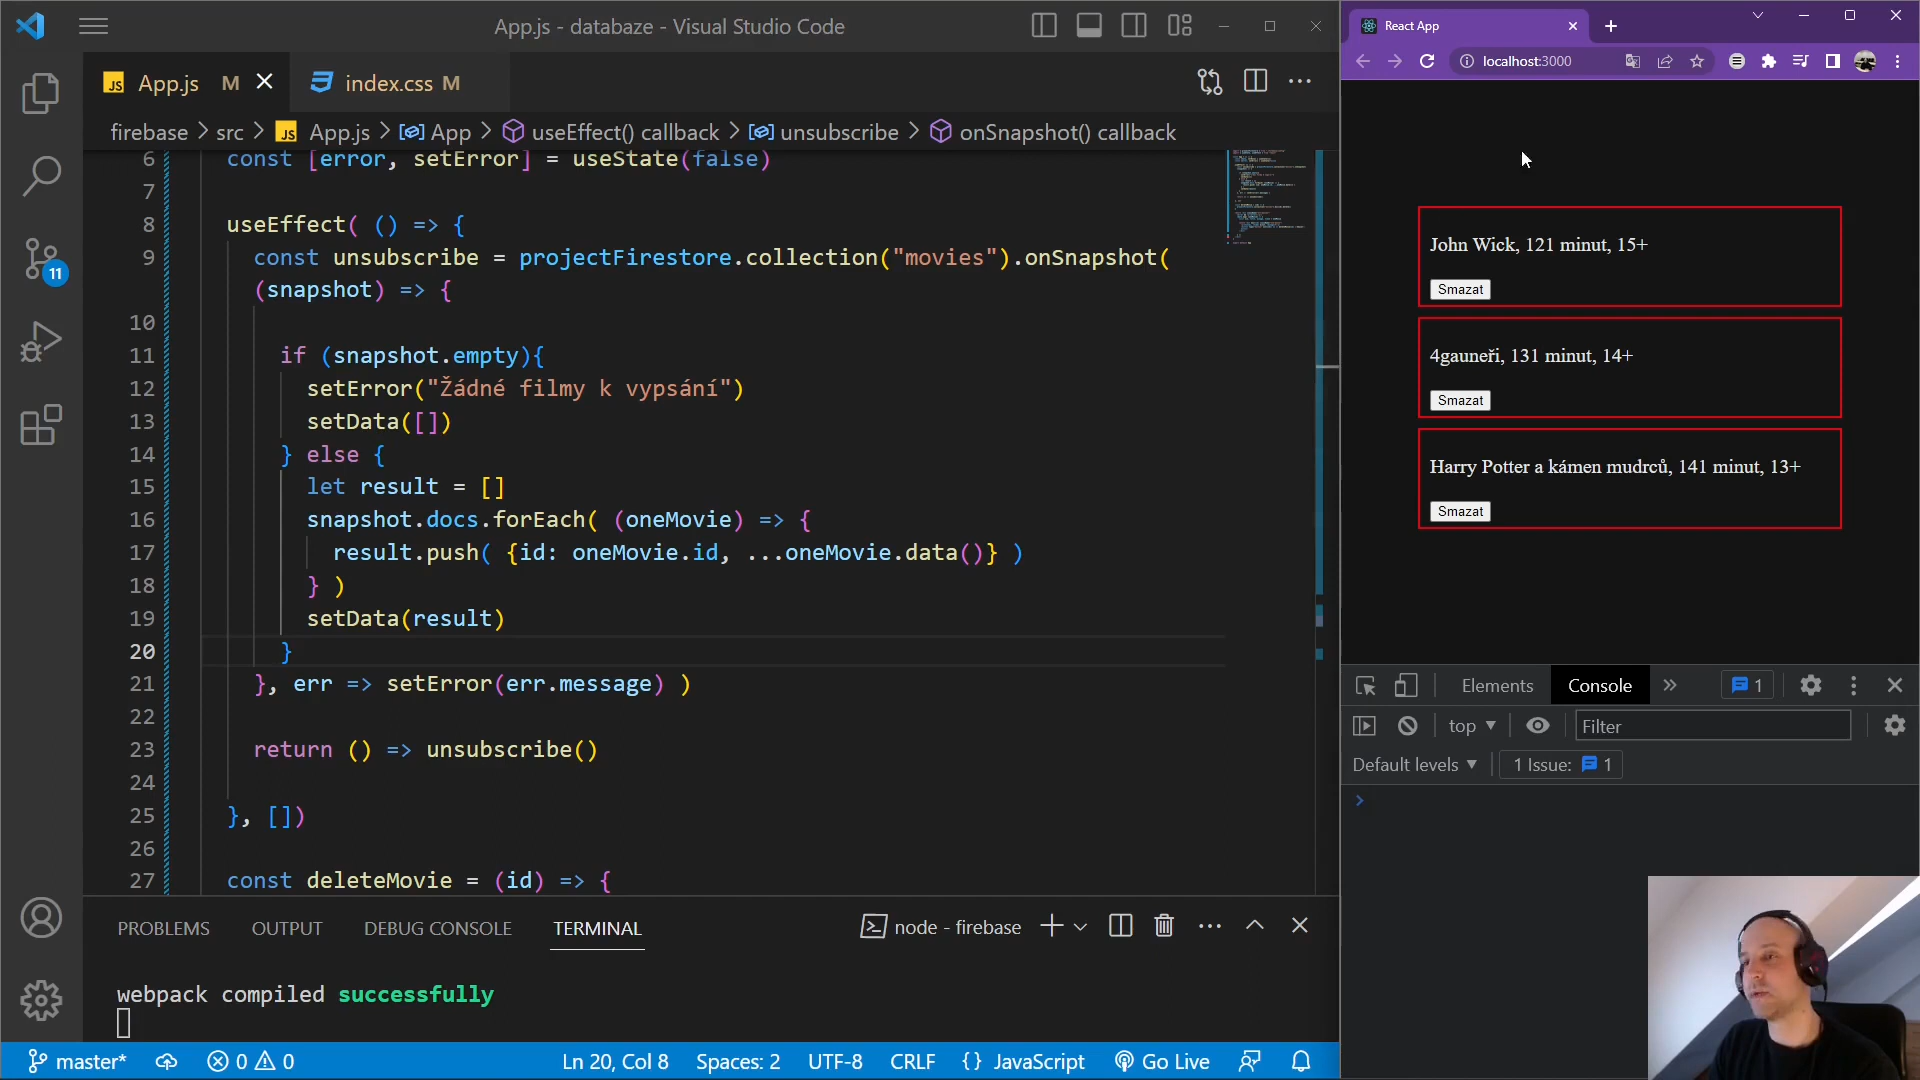 App.js - databaze - Visual Studio Code
JS App.js M
index.css M
firebase > src > JS App.js > App > useEffect() callback > unsubscribe > onSnapshot() callback
6 const [error, setError] = useState(false)
7
8 useEffect( () => {
9 const unsubscribe = projectFirestore.collection("movies").onSnapshot(
(snapshot) => {
10
11 if (snapshot.empty){
12 setError("Žádné filmy k vypsání")
13 setData([])
14 } else {
15 let result = []
16 snapshot.docs.forEach( (oneMovie) => {
17 result.push( {id: oneMovie.id, ...oneMovie.data()} )
18 } )
19 setData(result)
20 }
21 }, err => setError(err.message) )
22
23 return () => unsubscribe()
24
25 }, [])
26
27 const deleteMovie = (id) => {
11
PROBLEMS OUTPUT DEBUG CONSOLE TERMINAL
node - firebase
webpack compiled successfully
master* 0 0
Ln 20, Col 8 Spaces: 2 UTF-8 CRLF {} JavaScript Go Live
React App
localhost:3000
John Wick, 121 minut, 15+
Smazat
4gauneři, 131 minut, 14+
Smazat
Harry Potter a kámen mudrců, 141 minut, 13+
Smazat
Elements Console 1
top Filter
Default levels 1 Issue: 1